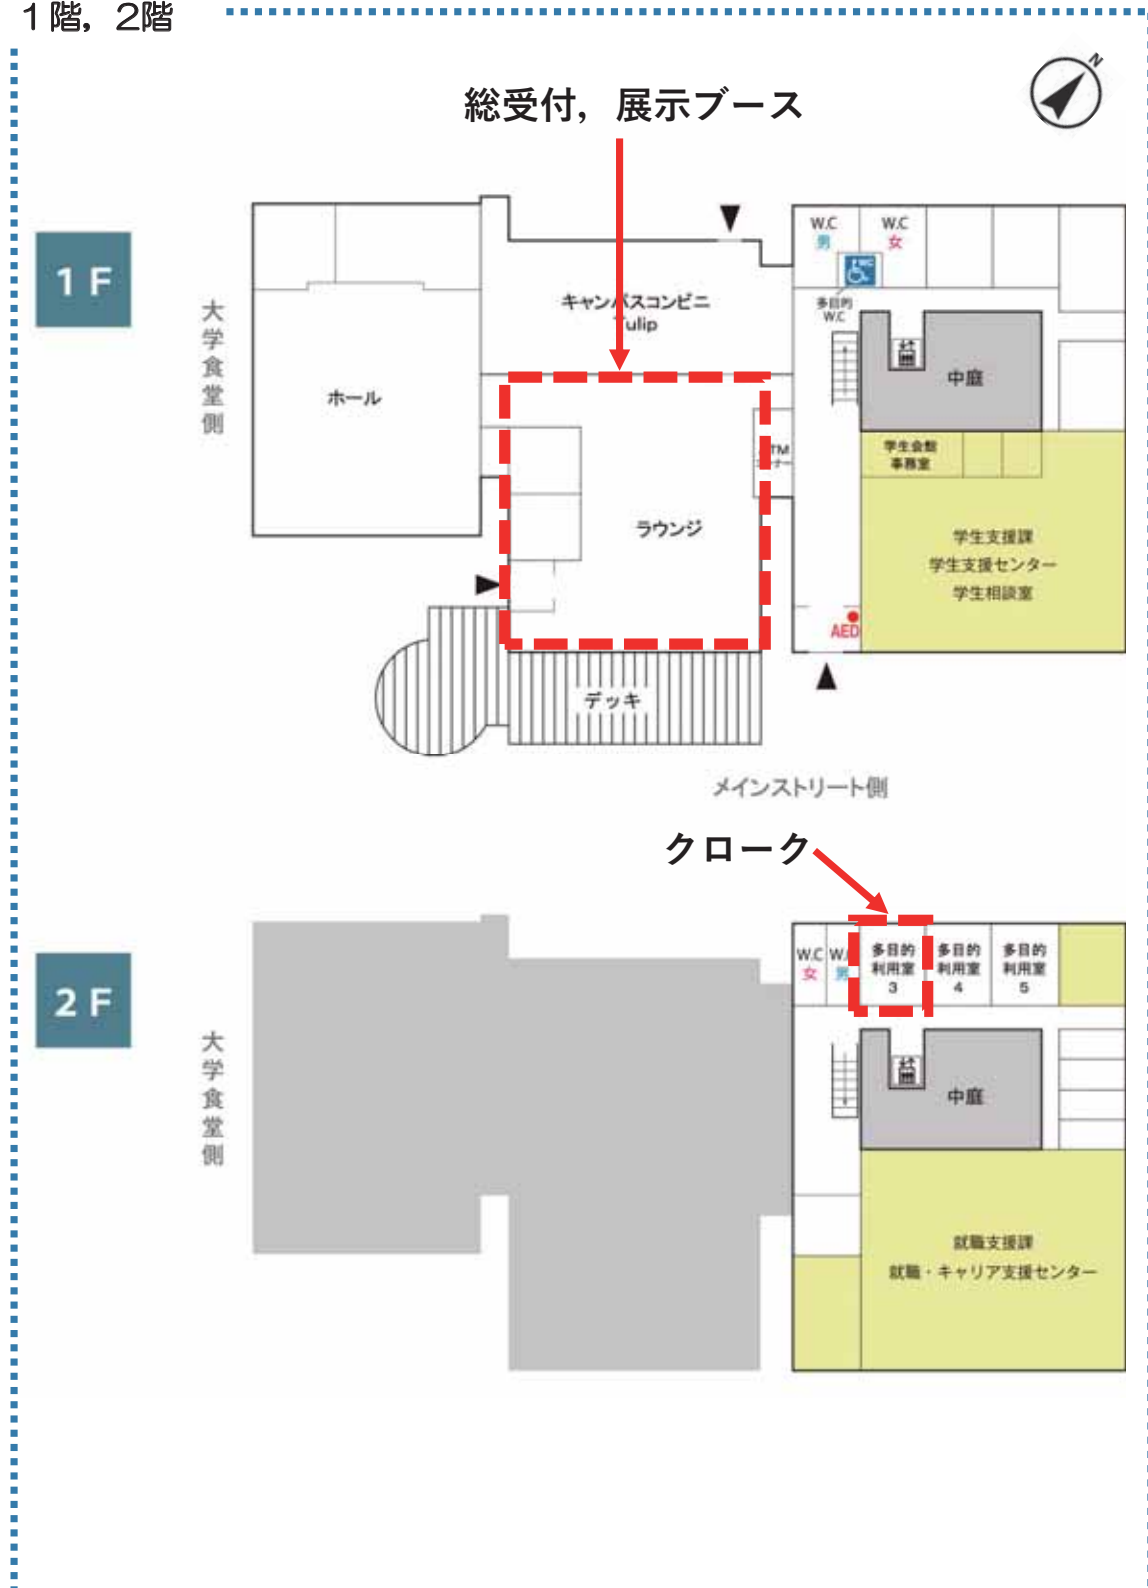 1階，2階
N
総受付，展示ブース
1F
大学食堂側
W.C
男
W.C
女
WC
多目的
W.C
キャンパスコンビニ
Tulip
ホール
中庭
学生会館
事務室
ラウンジ
学生支援課
学生支援センター
学生相談室
AED
デッキ
メインストリート側
クローク
2F
大学食堂側
W.C
女
男
多目的
利用室
3
多目的
利用室
4
多目的
利用室
5
中庭
就職支援課
就職・キャリア支援センター